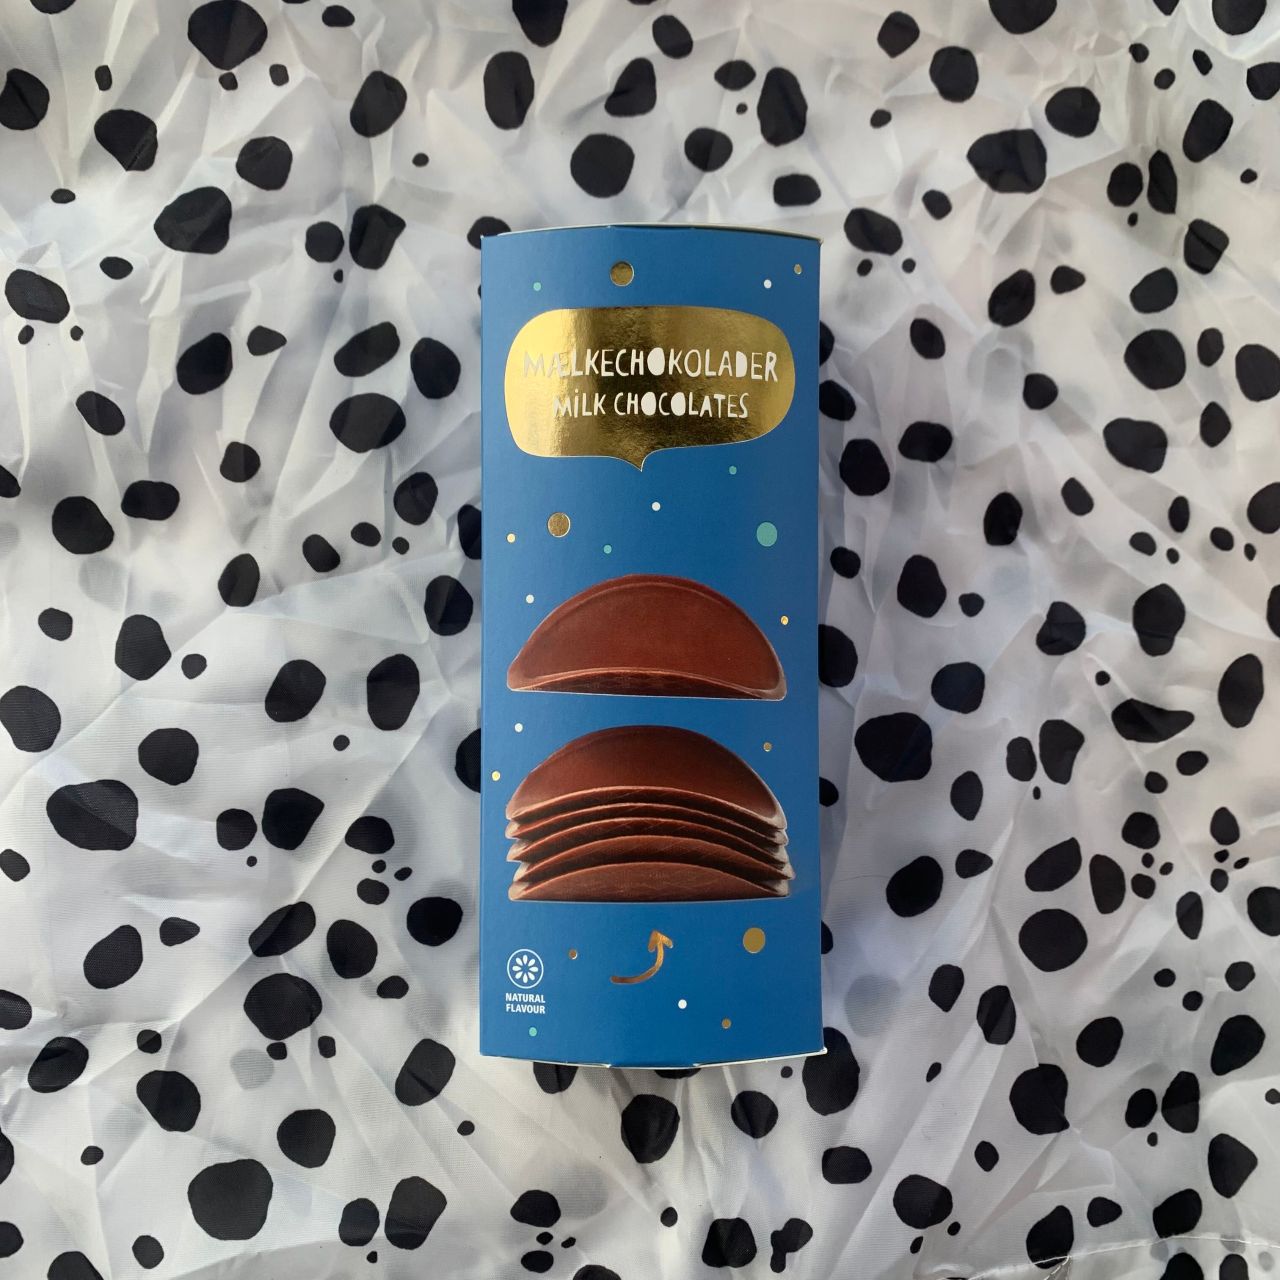 MÆLKECHOKOLADER
MiLK CHOCOLATES
NATURAL
FLAVOUR